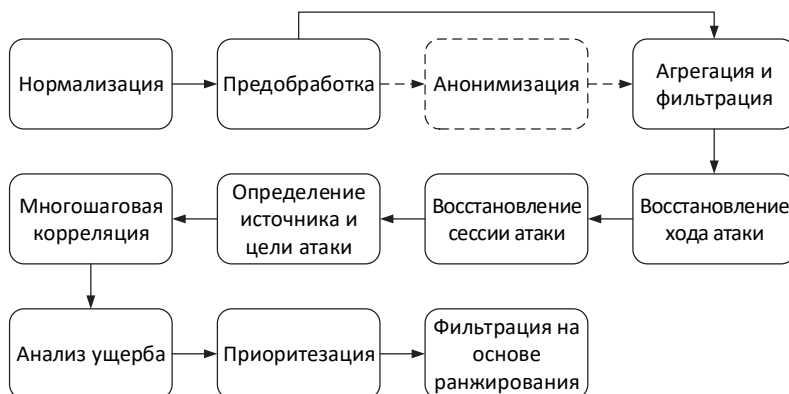 Нормализация
Предобработка
Анонимизация
Агрегация и
фильтрация
Многошаговая
корреляция
Определение
источника и
цели атаки
Восстановление
сессии атаки
Восстановление
хода атаки
Анализ ущерба
Приоритезация
Фильтрация на
основе
ранжирования